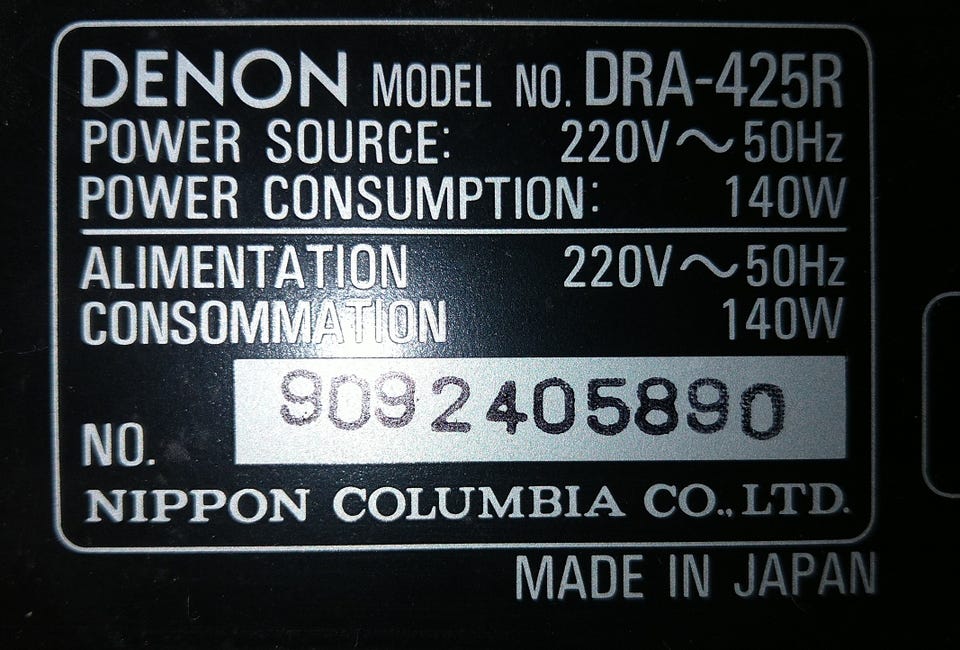 DENON MODEL NO. DRA-425R
POWER SOURCE: 220V～50Hz
POWER CONSUMPTION: 140W
ALIMENTATION 220V～50Hz
CONSOMMATION 140W
NO. 9092405890
NIPPON COLUMBIA CO., LTD.
MADE IN JAPAN